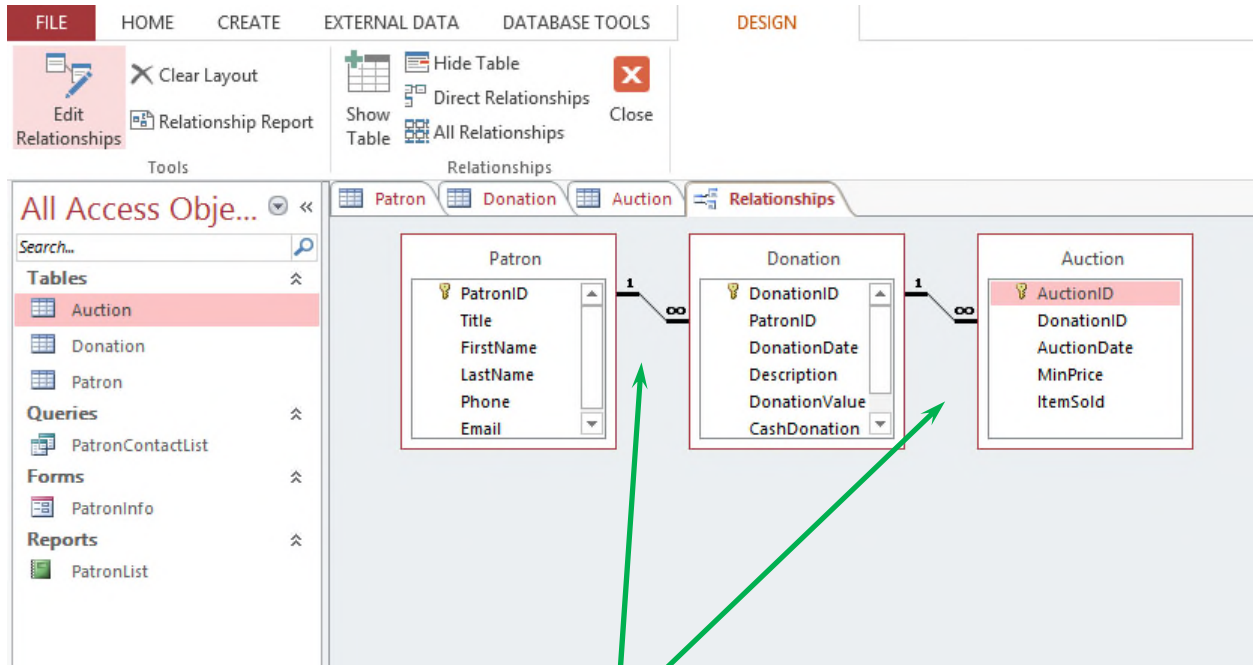 FILE HOME CREATE EXTERNAL DATA DATABASE TOOLS DESIGN
Edit Relationships
Clear Layout
Relationship Report
Tools
Show Table
Hide Table
Direct Relationships
All Relationships
Close
Relationships
All Access Obje...
Search...
Tables
Auction
Donation
Patron
Queries
PatronContactList
Forms
PatronInfo
Reports
PatronList
Patron Donation Auction Relationships
Patron
PatronID
Title
FirstName
LastName
Phone
Email
1 ∞
Donation
DonationID
PatronID
DonationDate
Description
DonationValue
CashDonation
1 ∞
Auction
AuctionID
DonationID
AuctionDate
MinPrice
ItemSold